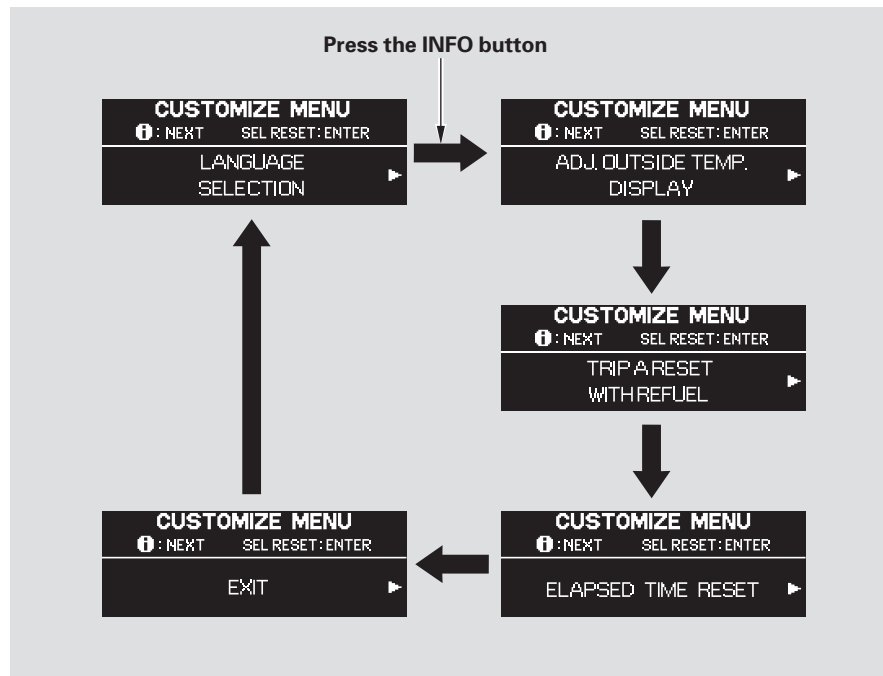 Press the INFO button
CUSTOMIZE MENU
i : NEXT SEL RESET: ENTER
LANGUAGE
SELECTION
CUSTOMIZE MENU
i : NEXT SEL RESET: ENTER
ADJ. OUTSIDE TEMP.
DISPLAY
CUSTOMIZE MENU
i : NEXT SEL RESET: ENTER
TRIP A RESET
WITH REFUEL
CUSTOMIZE MENU
i : NEXT SEL RESET: ENTER
ELAPSED TIME RESET
CUSTOMIZE MENU
i : NEXT SEL RESET: ENTER
EXIT